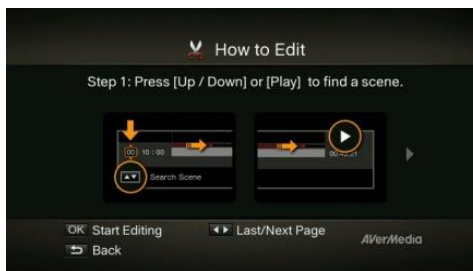 How to Edit
Step 1: Press [Up / Down] or [Play] to find a scene.
00 10 : 00
Search Scene
OK Start Editing
Last/Next Page
Back
AVerMedia